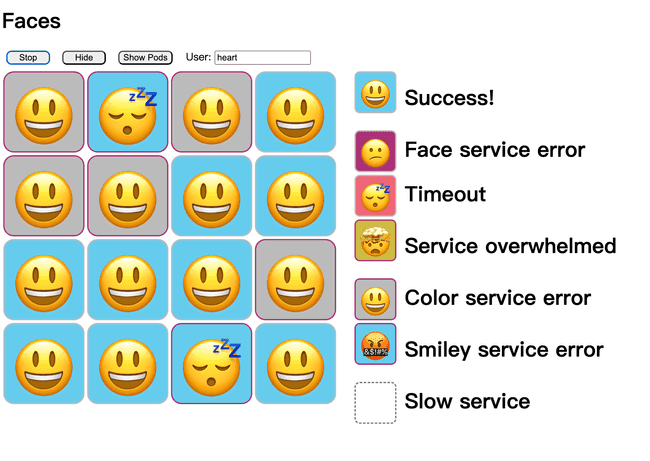 Faces
Stop Hide Show Pods User: heart
Success!
Face service error
Timeout
Service overwhelmed
Color service error
&$!#%
Smiley service error
Slow service